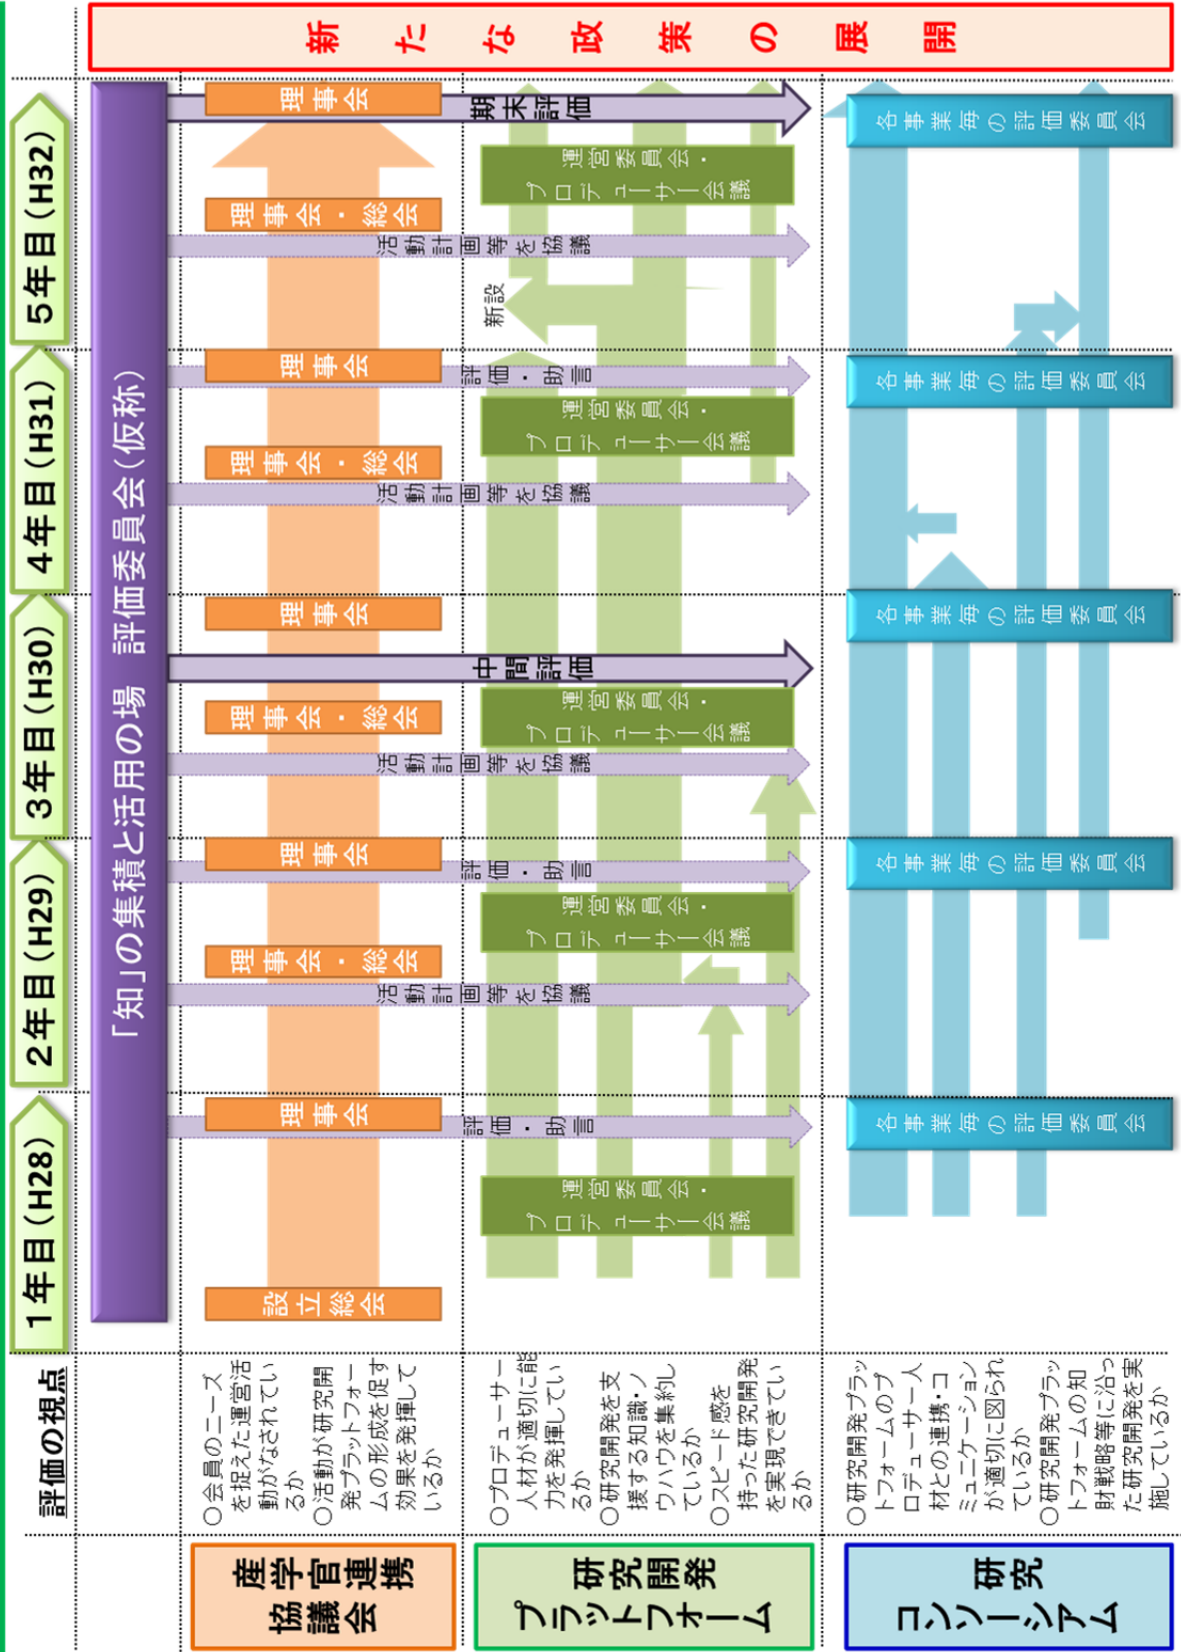 評価の視点
１年目（H28）
２年目（H29）
３年目（H30）
４年目（H31）
５年目（H32）
「知」の集積と活用の場　評価委員会（仮称）
新たな政策の展開
産学官連携
協議会
○会員のニーズ
を捉えた運営活
動がなされてい
るか
○活動が研究開
発プラットフォー
ムの形成を促す
効果を発揮して
いるか
設立総会
理事会
理事会・総会
理事会
理事会・総会
理事会
理事会・総会
理事会
理事会・総会
理事会
評価・助言
活動計画等を協議
評価・助言
活動計画等を協議
中間評価
活動計画等を協議
評価・助言
活動計画等を協議
期末評価
研究開発
プラットフォーム
○プロデューサー
人材が適切に能
力を発揮してい
るか
○研究開発を支
援する知識・ノ
ウハウを集約し
ているか
○スピード感を
持った研究開発
を実現できてい
るか
運営委員会・
プロデューサー会議
運営委員会・
プロデューサー会議
運営委員会・
プロデューサー会議
運営委員会・
プロデューサー会議
新設
運営委員会・
プロデューサー会議
研究
コンソーシアム
○研究開発プラッ
トフォームのプ
ロデューサー人
材との連携・コ
ミュニケーション
が適切に図られ
ているか
○研究開発プラッ
トフォームの知
財戦略等に沿っ
た研究開発を実
施しているか
各事業毎の評価委員会
各事業毎の評価委員会
各事業毎の評価委員会
各事業毎の評価委員会
各事業毎の評価委員会